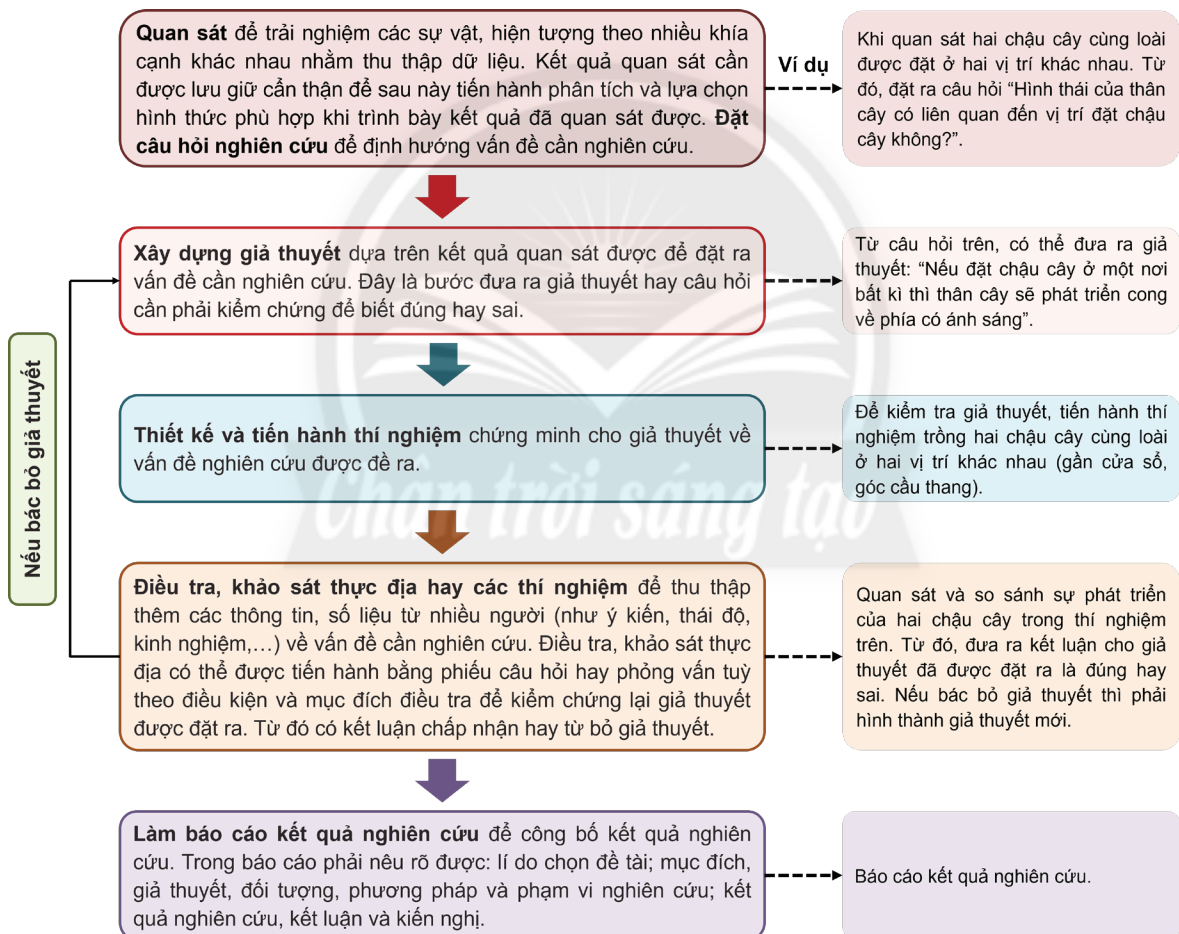 Quan sát để trải nghiệm các sự vật, hiện tượng theo nhiều khía
cạnh khác nhau nhằm thu thập dữ liệu. Kết quả quan sát cần
được lưu giữ cẩn thận để sau này tiến hành phân tích và lựa chọn
hình thức phù hợp khi trình bày kết quả đã quan sát được. Đặt
câu hỏi nghiên cứu để định hướng vấn đề cần nghiên cứu.
Ví dụ
Khi quan sát hai chậu cây cùng loài
được đặt ở hai vị trí khác nhau. Từ
đó, đặt ra câu hỏi “Hình thái của thân
cây có liên quan đến vị trí đặt chậu
cây không?”.
Xây dựng giả thuyết dựa trên kết quả quan sát được để đặt ra
vấn đề cần nghiên cứu. Đây là bước đưa ra giả thuyết hay câu hỏi
cần phải kiểm chứng để biết đúng hay sai.
Từ câu hỏi trên, có thể đưa ra giả
thuyết: “Nếu đặt chậu cây ở một nơi
bất kì thì thân cây sẽ phát triển cong
về phía có ánh sáng”.
Nếu bác bỏ giả thuyết
Thiết kế và tiến hành thí nghiệm chứng minh cho giả thuyết về
vấn đề nghiên cứu được đề ra.
Để kiểm tra giả thuyết, tiến hành thí
nghiệm trồng hai chậu cây cùng loài
ở hai vị trí khác nhau (gần cửa sổ,
góc cầu thang).
Chân trời sáng tạo
Điều tra, khảo sát thực địa hay các thí nghiệm để thu thập
thêm các thông tin, số liệu từ nhiều người (như ý kiến, thái độ,
kinh nghiệm,…) về vấn đề cần nghiên cứu. Điều tra, khảo sát thực
địa có thể được tiến hành bằng phiếu câu hỏi hay phỏng vấn tuỳ
theo điều kiện và mục đích điều tra để kiểm chứng lại giả thuyết
được đặt ra. Từ đó có kết luận chấp nhận hay từ bỏ giả thuyết.
Quan sát và so sánh sự phát triển
của hai chậu cây trong thí nghiệm
trên. Từ đó, đưa ra kết luận cho giả
thuyết đã được đặt ra là đúng hay
sai. Nếu bác bỏ giả thuyết thì phải
hình thành giả thuyết mới.
Làm báo cáo kết quả nghiên cứu để công bố kết quả nghiên
cứu. Trong báo cáo phải nêu rõ được: lí do chọn đề tài; mục đích,
giả thuyết, đối tượng, phương pháp và phạm vi nghiên cứu; kết
quả nghiên cứu, kết luận và kiến nghị.
Báo cáo kết quả nghiên cứu.